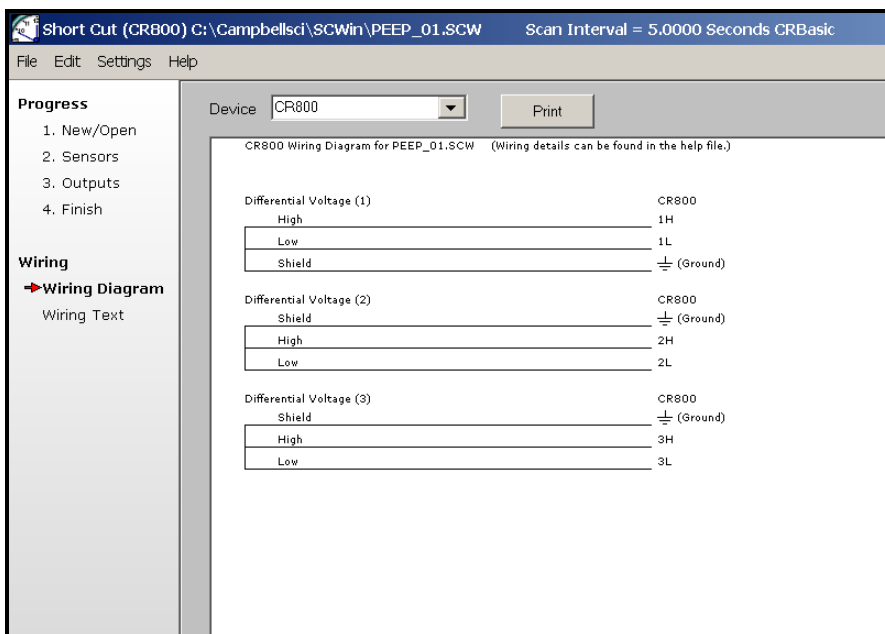 Short Cut (CR800) C:\Campbellsci\SCWin\PEEP_01.SCW Scan Interval = 5.0000 Seconds CRBasic
File Edit Settings Help
Progress
1. New/Open
2. Sensors
3. Outputs
4. Finish
Wiring
Wiring Diagram
Wiring Text
Device CR800 Print
CR800 Wiring Diagram for PEEP_01.SCW (Wiring details can be found in the help file.)
Differential Voltage (1) CR800
High 1H
Low 1L
Shield (Ground)
Differential Voltage (2) CR800
Shield (Ground)
High 2H
Low 2L
Differential Voltage (3) CR800
Shield (Ground)
High 3H
Low 3L